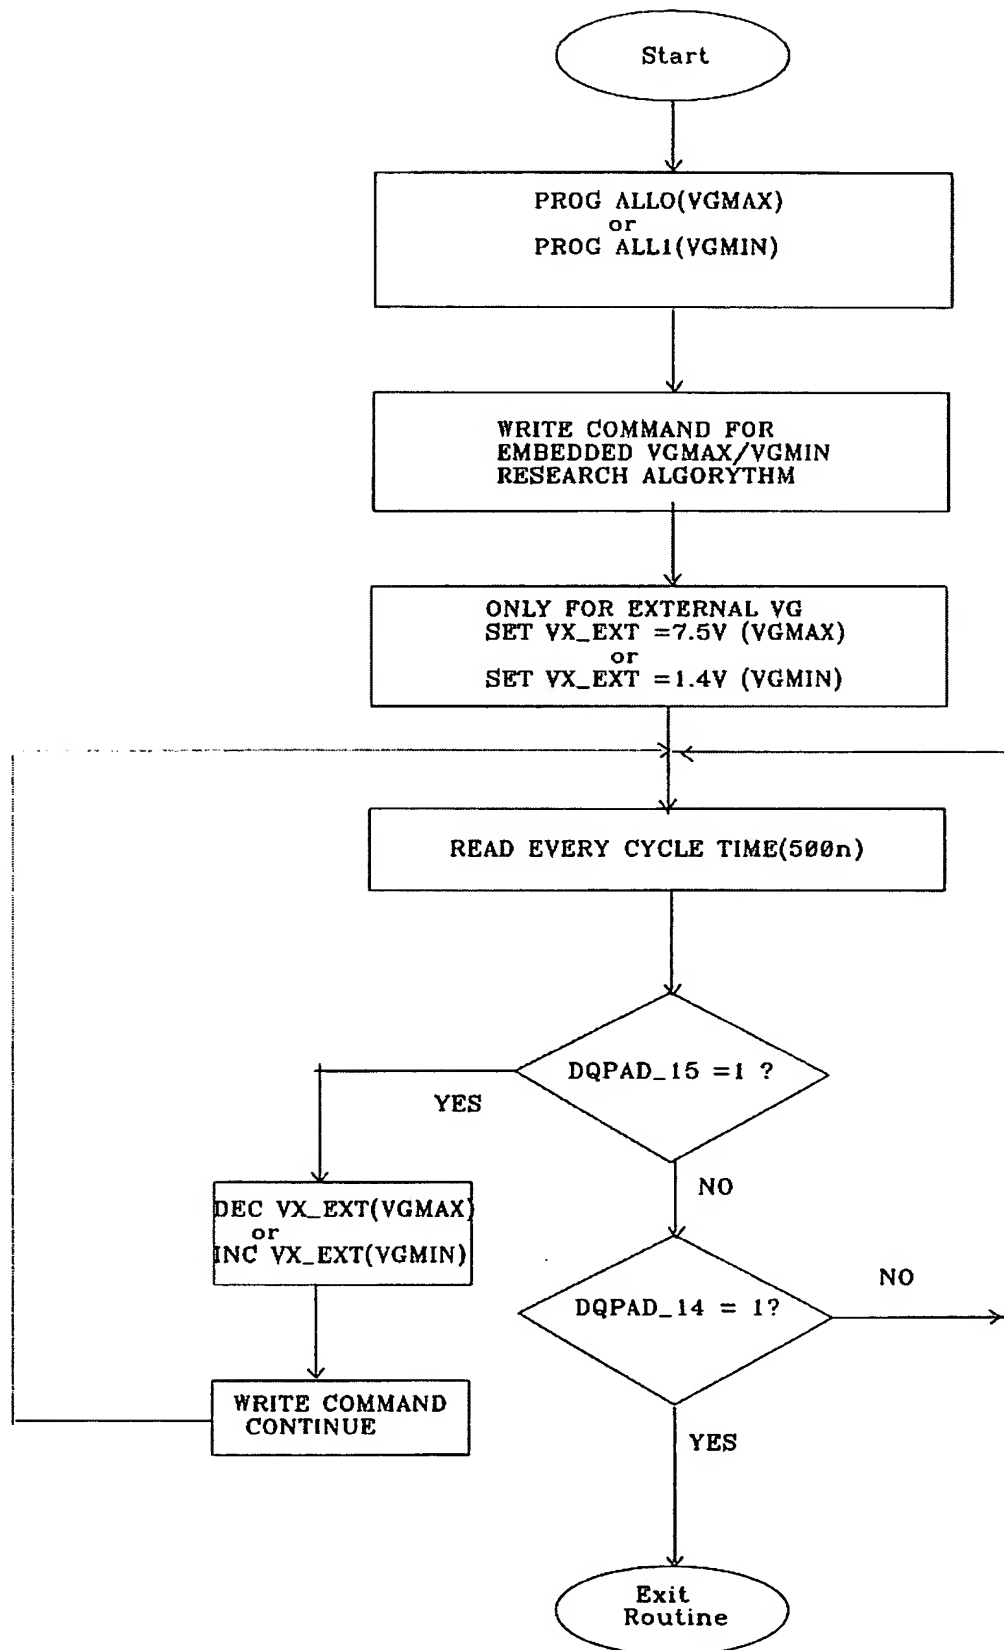 Start
PROG ALLO(VGMAX)
or
PROG ALL1(VGMIN)
WRITE COMMAND FOR
EMBEDDED VGMAX/VGMIN
RESEARCH ALGORYTHM
ONLY FOR EXTERNAL VG
SET VX_EXT =7.5V (VGMAX)
or
SET VX_EXT =1.4V (VGMIN)
READ EVERY CYCLE TIME(500n)
DQPAD_15 =1 ?
YES
NO
DEC VX_EXT(VGMAX)
or
INC VX_EXT(VGMIN)
DQPAD_14 = 1?
NO
WRITE COMMAND
CONTINUE
YES
Exit
Routine